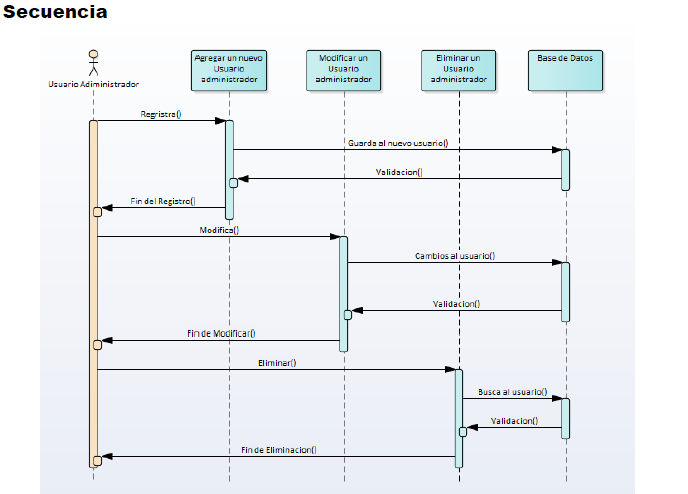 Secuencia
Usuario Administrador
Agregar un nuevo
Usuario
administrador
Modificar un
Usuario
administrador
Eliminar un
Usuario
administrador
Base de Datos
Regristra()
Guarda al nuevo usuario()
Validacion()
Fin del Registro()
Modifica()
Cambios al usuario()
Validacion()
Fin de Modificar()
Eliminar()
Busca al usuario()
Validacion()
Fin de Eliminacion()